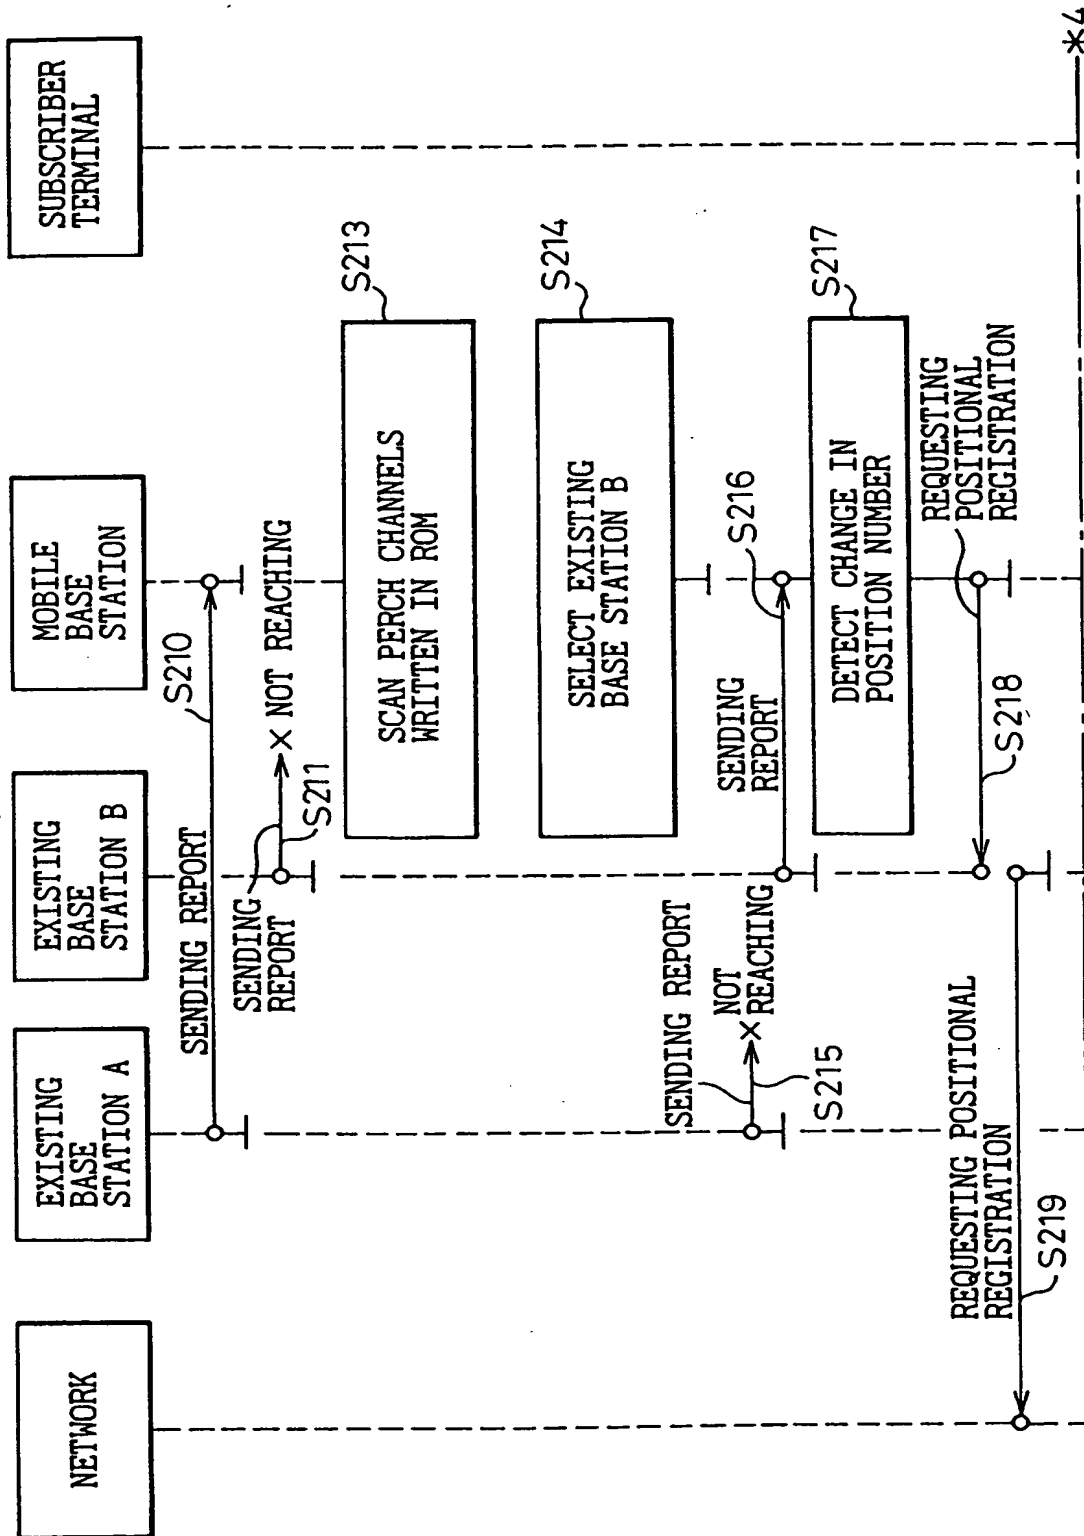 NETWORK
EXISTING
BASE
STATION A
EXISTING
BASE
STATION B
MOBILE
BASE
STATION
SUBSCRIBER
TERMINAL
SENDING REPORT
S210
SENDING
REPORT
S211
× NOT REACHING
SCAN PERCH CHANNELS
WRITTEN IN ROM
S213
SELECT EXISTING
BASE STATION B
S214
SENDING REPORT
× NOT
REACHING
S215
SENDING
REPORT
S216
DETECT CHANGE IN
POSITION NUMBER
S217
REQUESTING
POSITIONAL
REGISTRATION
S218
REQUESTING POSITIONAL
REGISTRATION
S219
*4